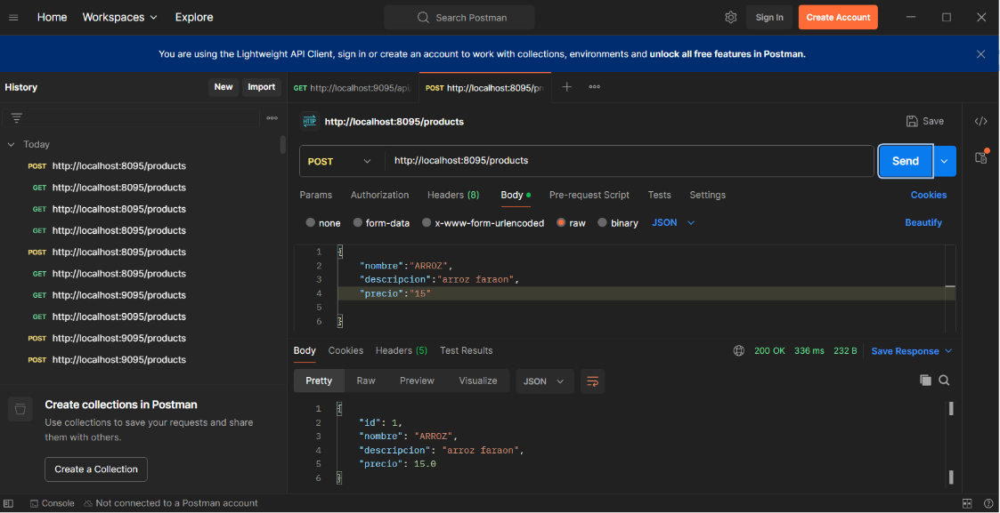 Home Workspaces Explore Search Postman Sign In Create Account
You are using the Lightweight API Client, sign in or create an account to work with collections, environments and unlock all free features in Postman.
History New Import
GET http://localhost:9095/api, POST http://localhost:8095/pr
http://localhost:8095/products Save
Today
POST http://localhost:8095/products
GET http://localhost:8095/products
GET http://localhost:8095/products
GET http://localhost:8095/products
POST http://localhost:8095/products
GET http://localhost:8095/products
GET http://localhost:9095/products
GET http://localhost:9095/products
POST http://localhost:9095/products
POST http://localhost:9095/products
Create collections in Postman
Use collections to save your requests and share
them with others.
Create a Collection
HTTP
POST http://localhost:8095/products Send
Params Authorization Headers (8) Body Pre-request Script Tests Settings Cookies
none form-data x-www-form-urlencoded raw binary JSON Beautify
1 {
2 "nombre":"ARROZ",
3 "descripcion":"arroz faraon",
4 "precio":"15"
5
6 }
Body Cookies Headers (5) Test Results 200 OK 336 ms 232 B Save Response
Pretty Raw Preview Visualize JSON
1 {
2 "id": 1,
3 "nombre": "ARROZ",
4 "descripcion": "arroz faraon",
5 "precio": 15.0
6 }
Console Not connected to a Postman account